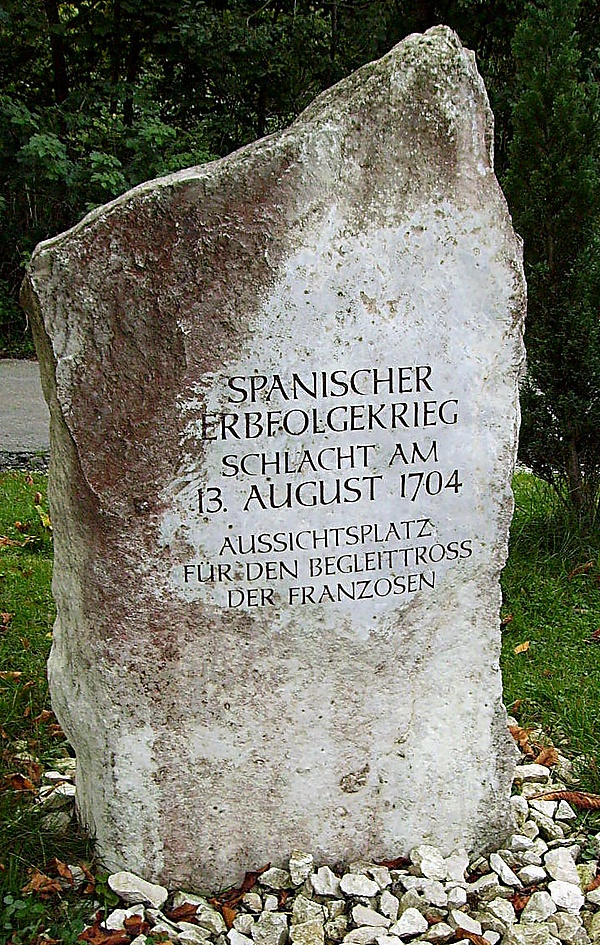 SPANISCHER
ERBFOLGEKRIEG
SCHLACHT AM
13. AUGUST 1704
AUSSICHTSPLATZ
FÜR DEN BEGLEITTROSS
DER FRANZOSEN